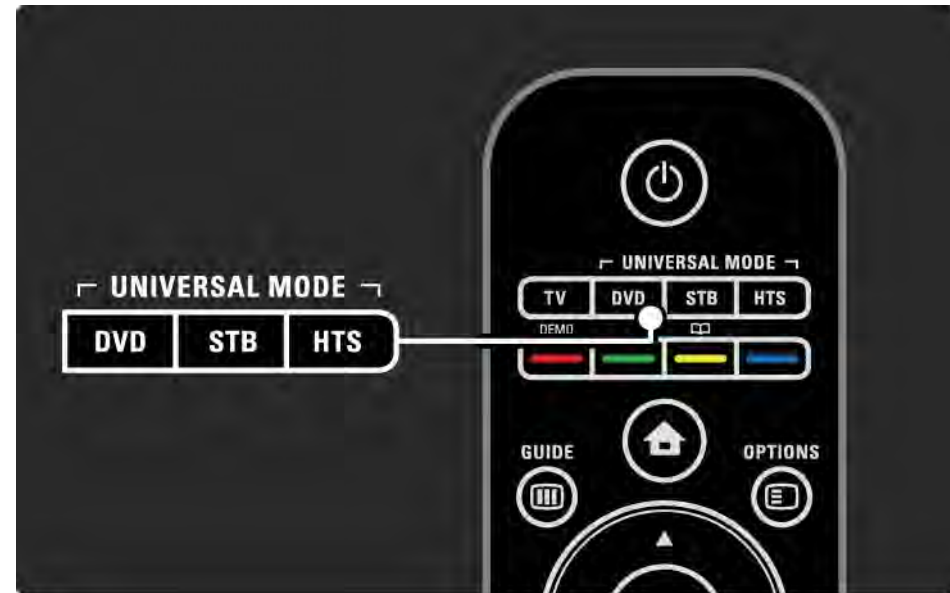 UNIVERSAL MODE
DVD STB HTS
UNIVERSAL MODE
TV DVD STB HTS
DEMO
GUIDE
OPTIONS